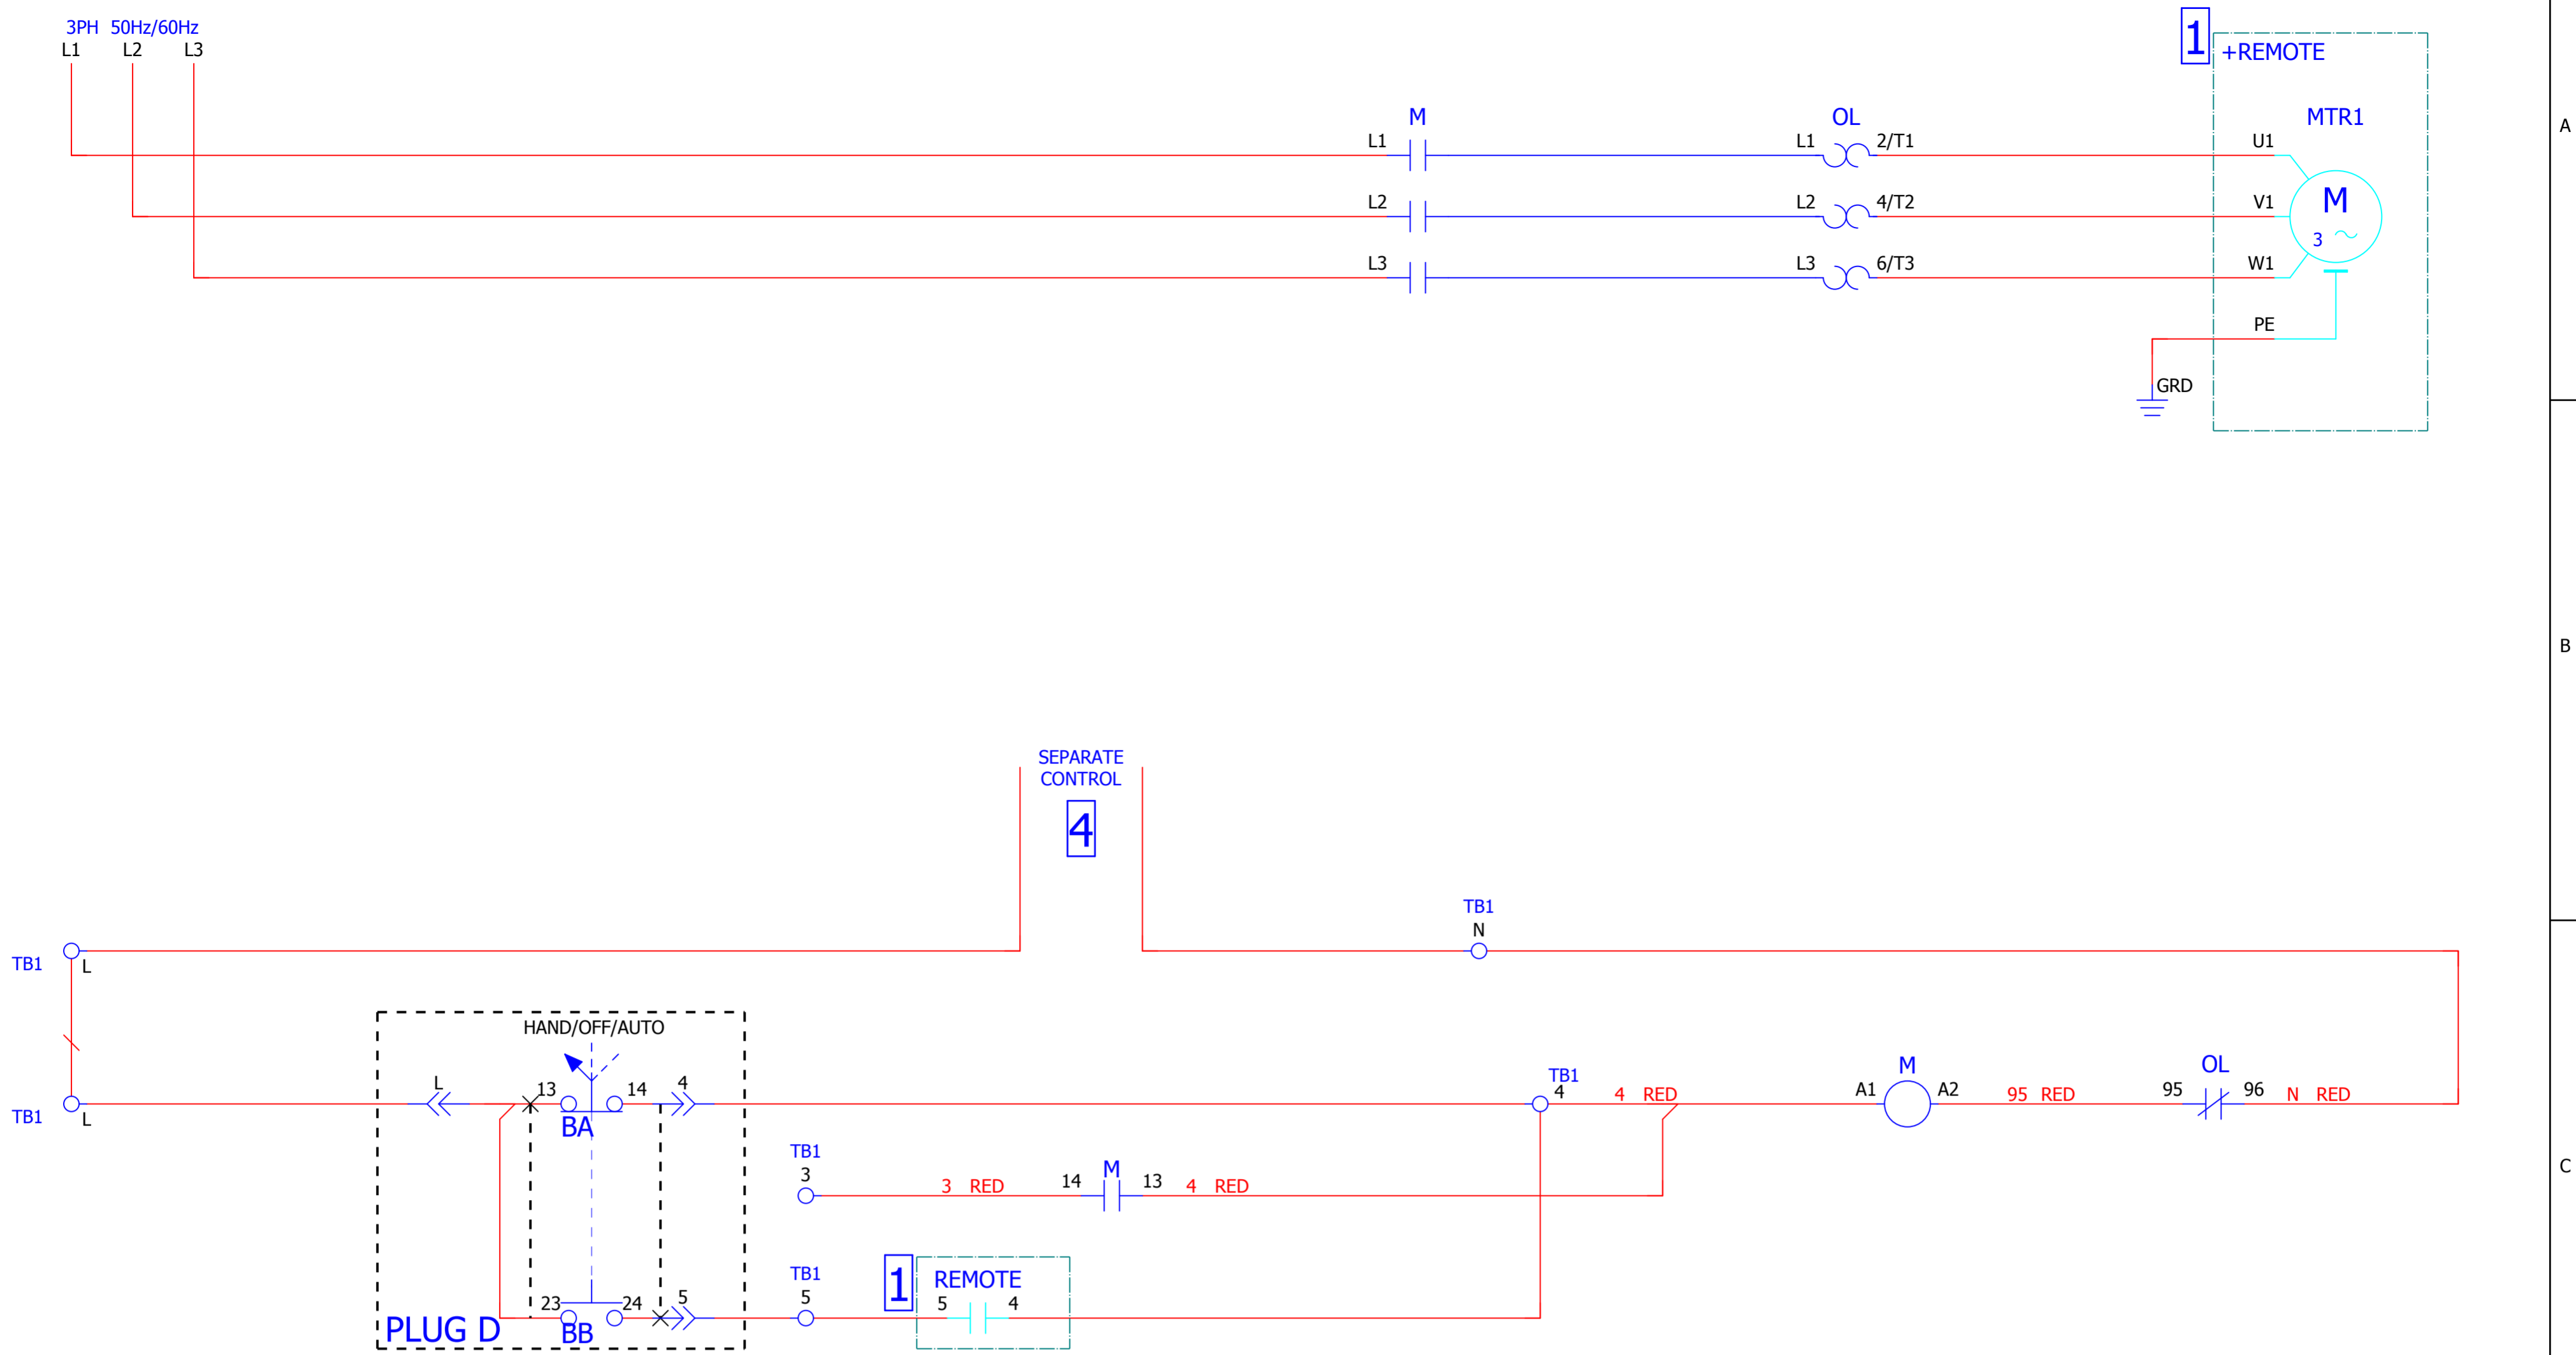 3PH 50Hz/60Hz
L1 L2 L3
1
+REMOTE
M OL MTR1
L1 L1 2/T1 U1
A
L2 L2 4/T2 V1
M
3
L3 L3 6/T3 W1
PE
GRD
B
SEPARATE
CONTROL
4
TB1
N
TB1 L
HAND/OFF/AUTO
TB1 L
L 13 14 4
BA
TB1
4
4 RED
M
A1 A2
95 RED
OL
95 96
N RED
TB1
3
3 RED
M
14 13
4 RED
C
TB1
5
1
REMOTE
5 4
23 24 5
BB
PLUG D